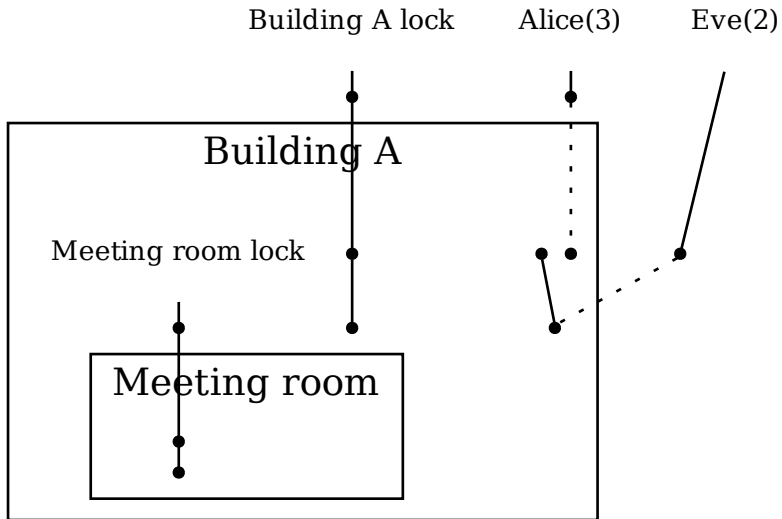 Building A lock
Alice(3)
Eve(2)
Building A
Meeting room lock
Meeting room